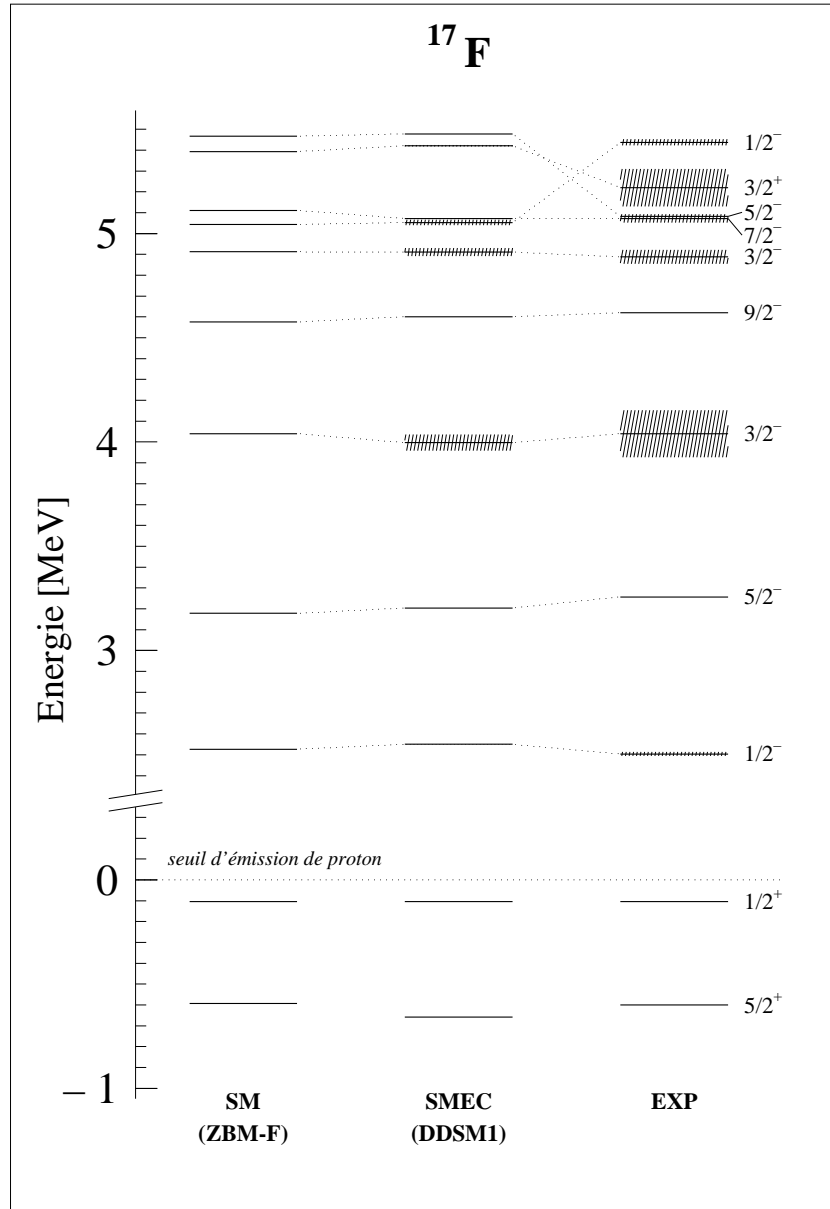 ¹⁷F
1/2⁻
3/2⁺
5/2⁻
7/2⁻
5
3/2⁻
9/2⁻
4
3/2⁻
5/2⁻
3
1/2⁻
Energie [MeV]
seuil d'émission de proton
0
1/2⁺
5/2⁺
– 1
SM
(ZBM-F)
SMEC
(DDSM1)
EXP